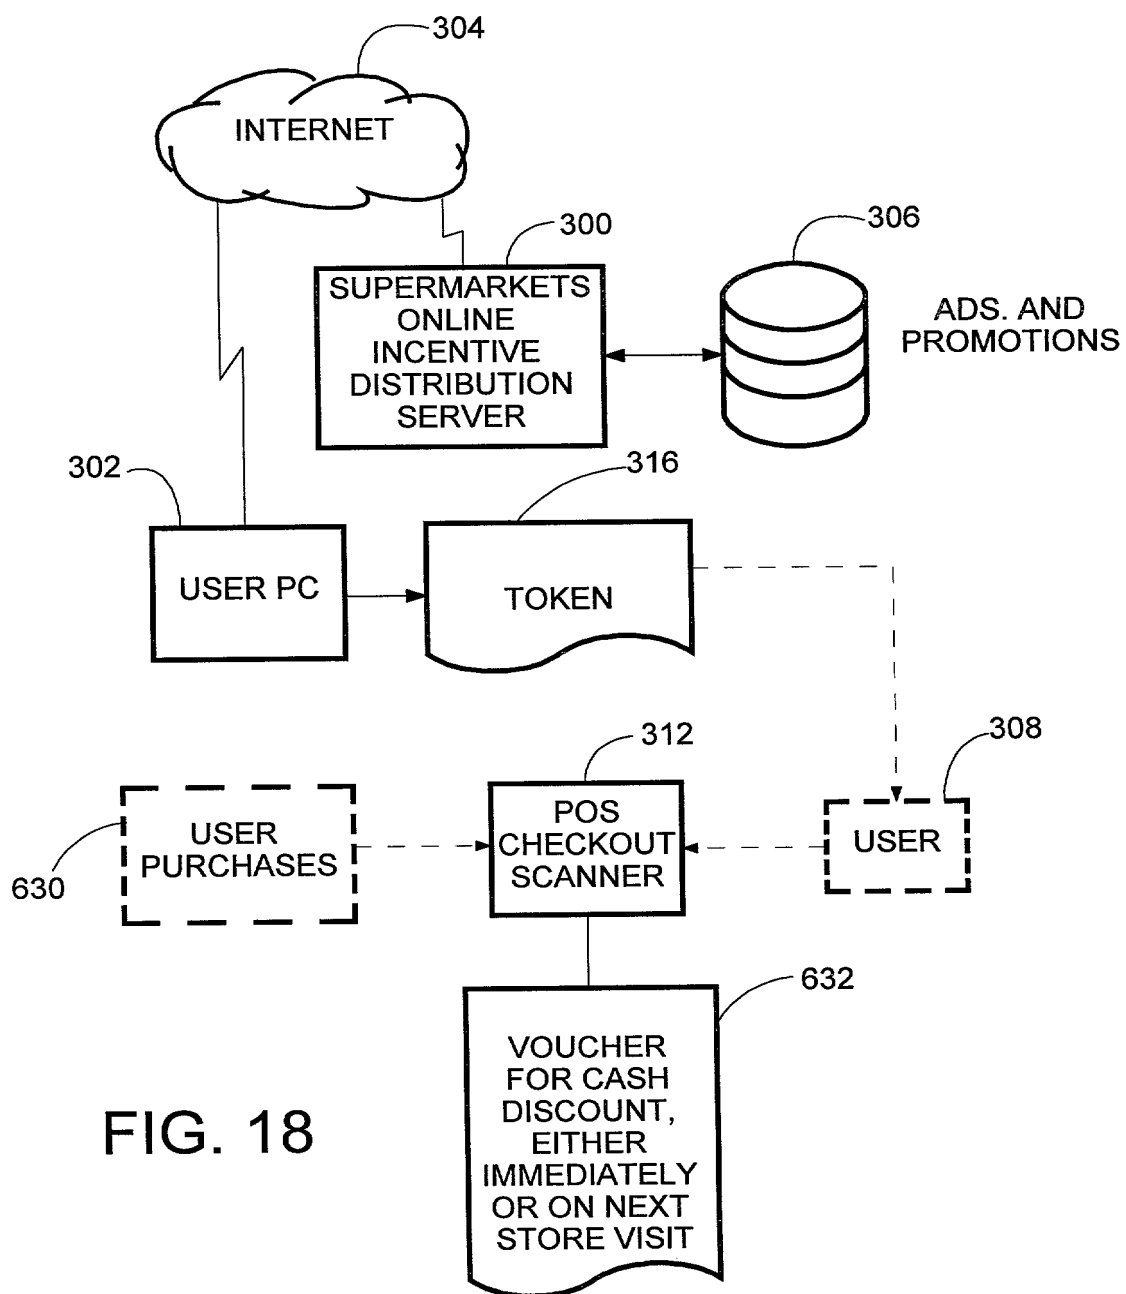 304
INTERNET
300
306
SUPERMARKETS
ONLINE
INCENTIVE
DISTRIBUTION
SERVER
ADS. AND
PROMOTIONS
302
316
USER PC
TOKEN
312
308
USER
PURCHASES
POS
CHECKOUT
SCANNER
USER
630
632
VOUCHER
FOR CASH
DISCOUNT,
EITHER
IMMEDIATELY
OR ON NEXT
STORE VISIT
FIG. 18